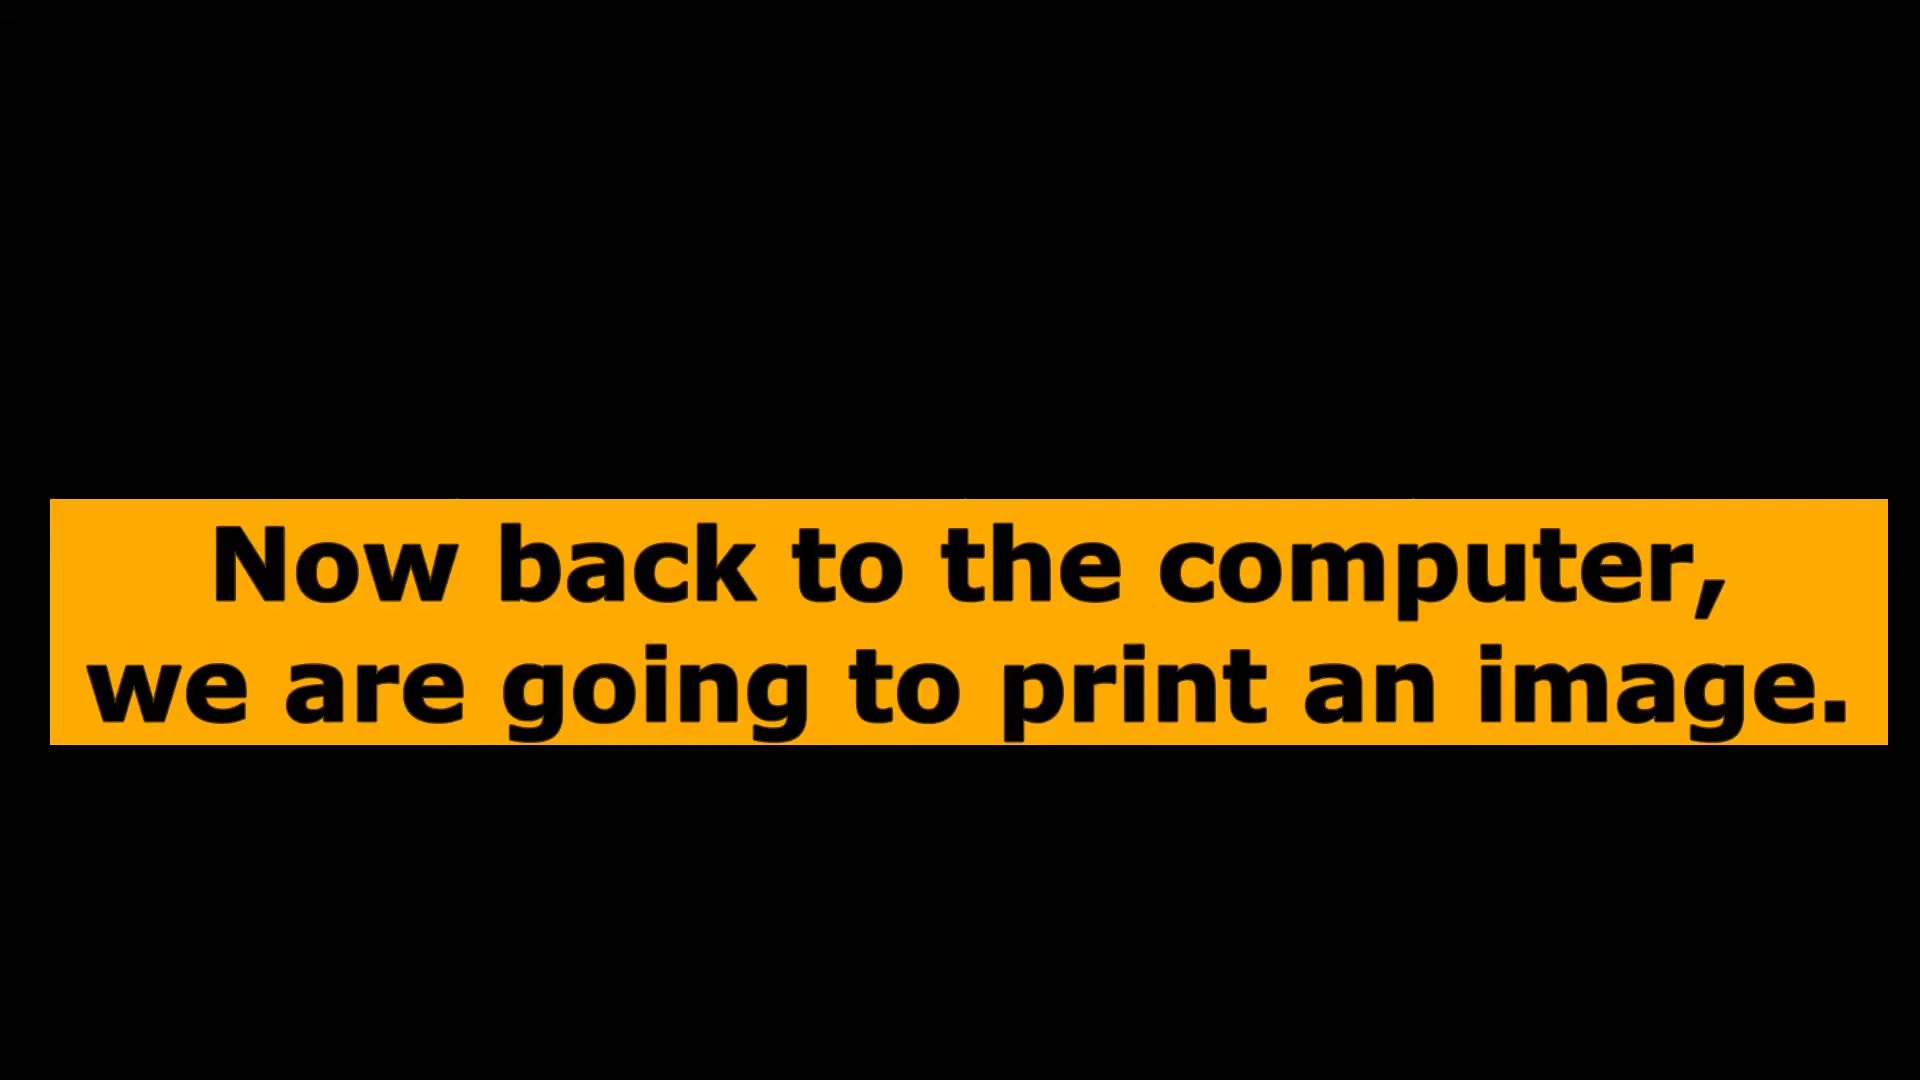 Now back to the computer,
we are going to print an image.